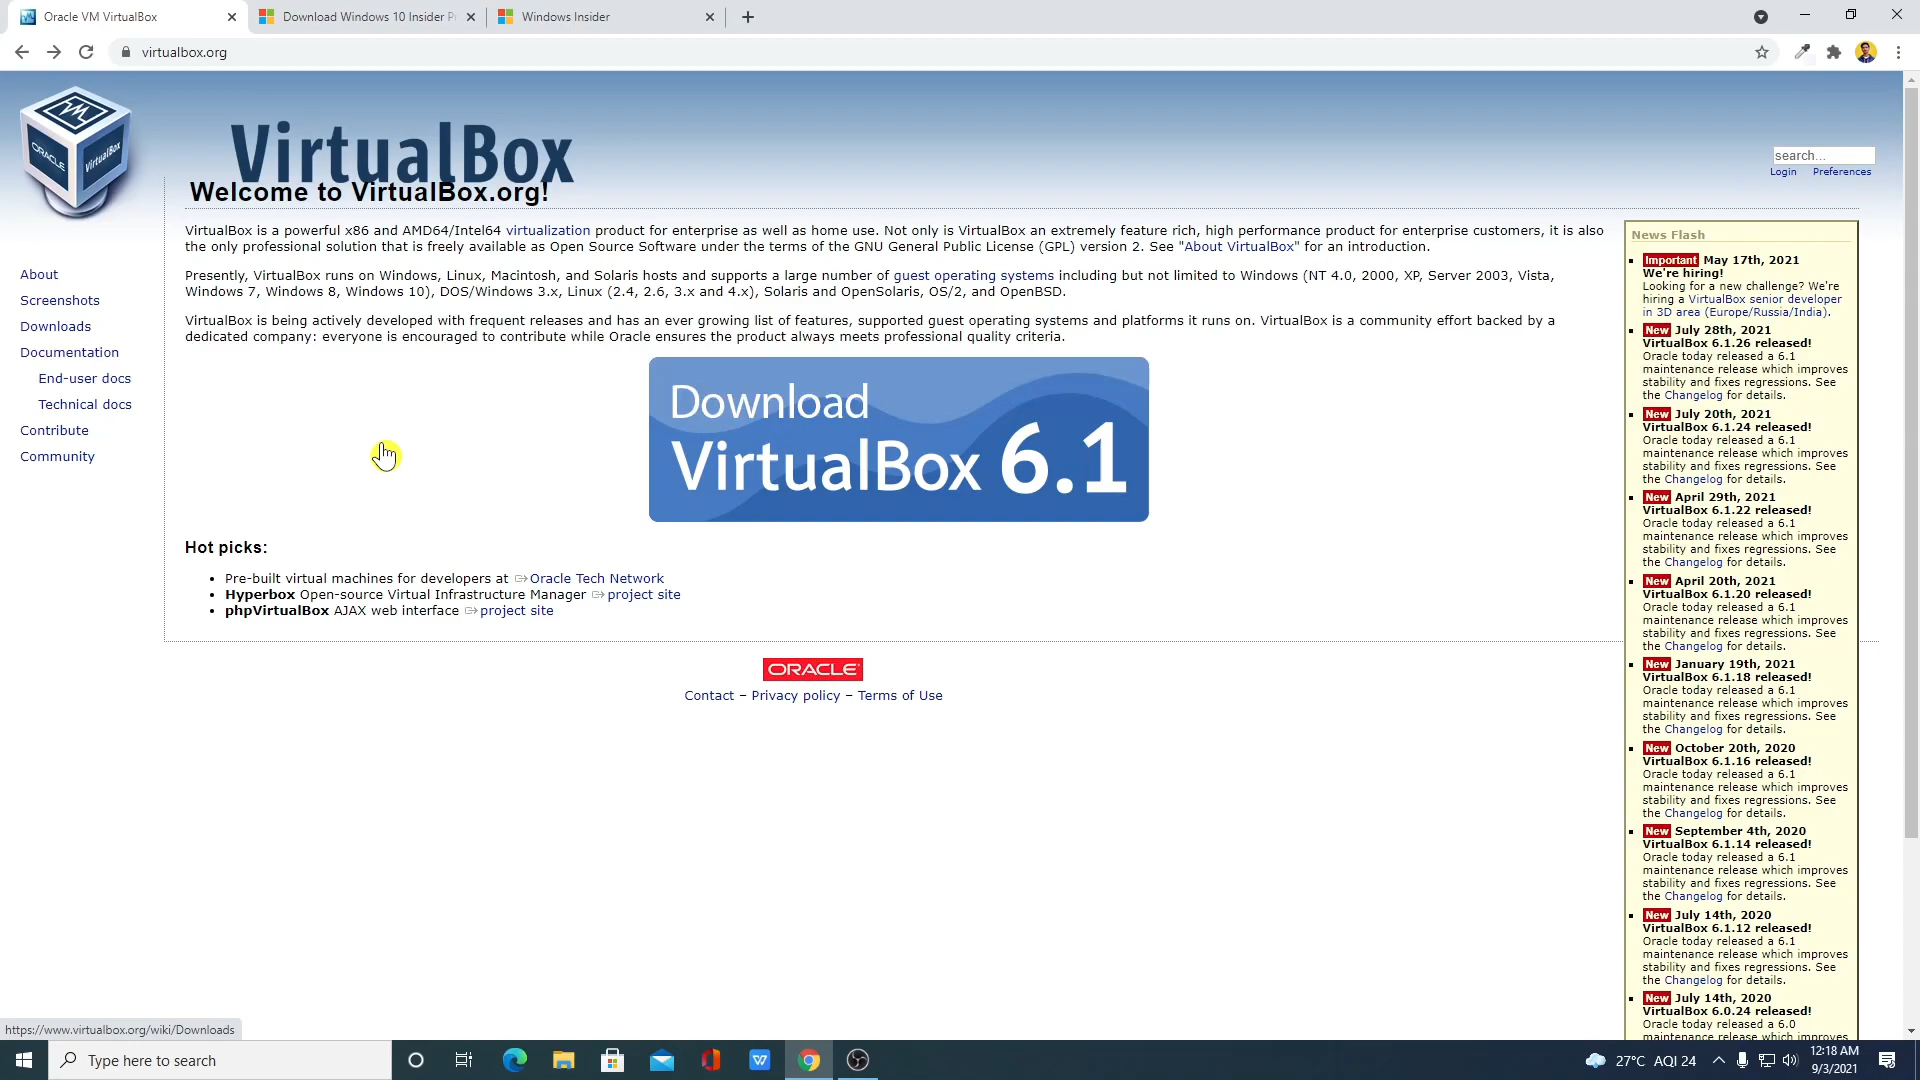 Oracle VM VirtualBox
Download Windows 10 Insider Pr
Windows Insider
virtualbox.org
ORACLE
VirtualBox
VirtualBox
search...
Login Preferences
Welcome to VirtualBox.org!
VirtualBox is a powerful x86 and AMD64/Intel64 virtualization product for enterprise as well as home use. Not only is VirtualBox an extremely feature rich, high performance product for enterprise customers, it is also
the only professional solution that is freely available as Open Source Software under the terms of the GNU General Public License (GPL) version 2. See "About VirtualBox" for an introduction.
Presently, VirtualBox runs on Windows, Linux, Macintosh, and Solaris hosts and supports a large number of guest operating systems including but not limited to Windows (NT 4.0, 2000, XP, Server 2003, Vista,
Windows 7, Windows 8, Windows 10), DOS/Windows 3.x, Linux (2.4, 2.6, 3.x and 4.x), Solaris and OpenSolaris, OS/2, and OpenBSD.
VirtualBox is being actively developed with frequent releases and has an ever growing list of features, supported guest operating systems and platforms it runs on. VirtualBox is a community effort backed by a
dedicated company: everyone is encouraged to contribute while Oracle ensures the product always meets professional quality criteria.
About
Screenshots
Downloads
Documentation
End-user docs
Technical docs
Contribute
Community
Download
VirtualBox 6.1
Hot picks:
Pre-built virtual machines for developers at Oracle Tech Network
Hyperbox Open-source Virtual Infrastructure Manager project site
phpVirtualBox AJAX web interface project site
ORACLE
Contact – Privacy policy – Terms of Use
News Flash
Important May 17th, 2021
We're hiring!
Looking for a new challenge? We're
hiring a VirtualBox senior developer
in 3D area (Europe/Russia/India).
New July 28th, 2021
VirtualBox 6.1.26 released!
Oracle today released a 6.1
maintenance release which improves
stability and fixes regressions. See
the Changelog for details.
New July 20th, 2021
VirtualBox 6.1.24 released!
Oracle today released a 6.1
maintenance release which improves
stability and fixes regressions. See
the Changelog for details.
New April 29th, 2021
VirtualBox 6.1.22 released!
Oracle today released a 6.1
maintenance release which improves
stability and fixes regressions. See
the Changelog for details.
New April 20th, 2021
VirtualBox 6.1.20 released!
Oracle today released a 6.1
maintenance release which improves
stability and fixes regressions. See
the Changelog for details.
New January 19th, 2021
VirtualBox 6.1.18 released!
Oracle today released a 6.1
maintenance release which improves
stability and fixes regressions. See
the Changelog for details.
New October 20th, 2020
VirtualBox 6.1.16 released!
Oracle today released a 6.1
maintenance release which improves
stability and fixes regressions. See
the Changelog for details.
New September 4th, 2020
VirtualBox 6.1.14 released!
Oracle today released a 6.1
maintenance release which improves
stability and fixes regressions. See
the Changelog for details.
New July 14th, 2020
VirtualBox 6.1.12 released!
Oracle today released a 6.1
maintenance release which improves
stability and fixes regressions. See
the Changelog for details.
New July 14th, 2020
VirtualBox 6.0.24 released!
Oracle today released a 6.0
maintenance release which improves
https://www.virtualbox.org/wiki/Downloads
Type here to search
27°C AQI 24
12:18 AM
9/3/2021